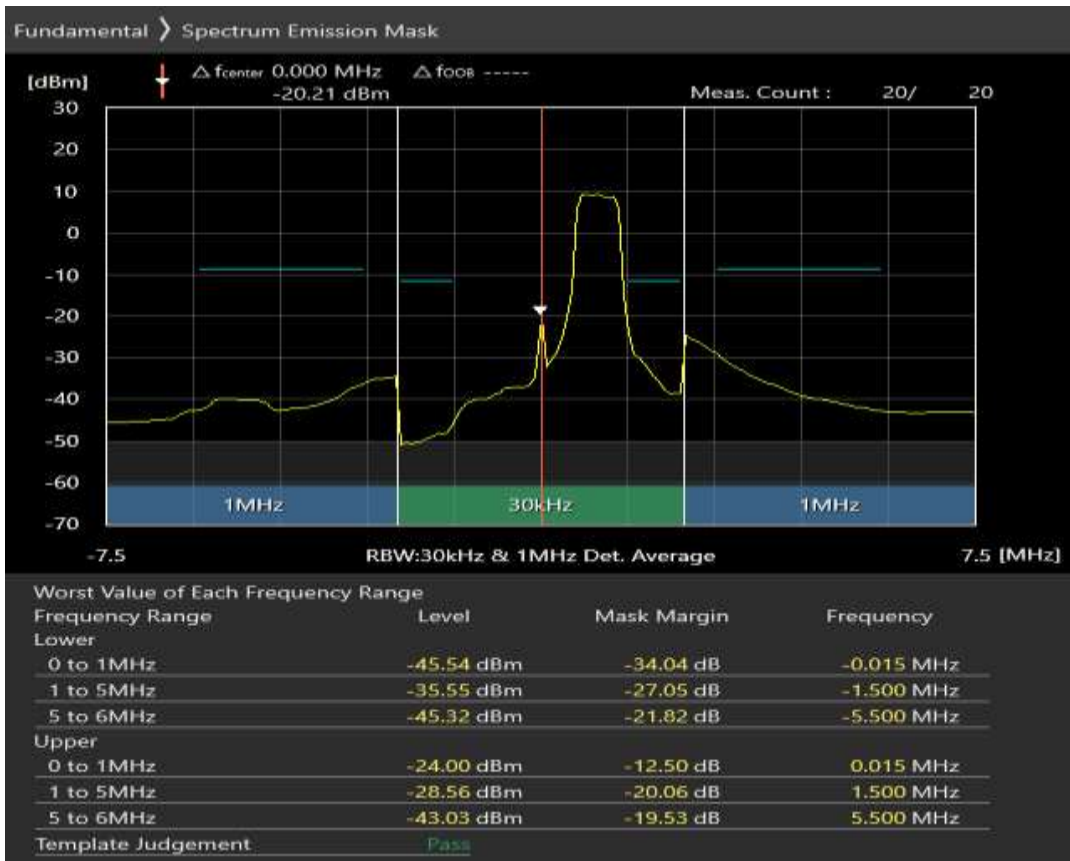 Fundamental 》 Spectrum Emission Mask
[dBm] △ fcenter 0.000 MHz △ fOOB -----
-20.21 dBm Meas. Count : 20/ 20
30
20
10
0
-10
-20
-30
-40
-50
-60
1MHz 30kHz 1MHz
-70
-7.5 RBW:30kHz & 1MHz Det. Average 7.5 [MHz]
Worst Value of Each Frequency Range
Frequency Range Level Mask Margin Frequency
Lower
0 to 1MHz -45.54 dBm -34.04 dB -0.015 MHz
1 to 5MHz -35.55 dBm -27.05 dB -1.500 MHz
5 to 6MHz -45.32 dBm -21.82 dB -5.500 MHz
Upper
0 to 1MHz -24.00 dBm -12.50 dB 0.015 MHz
1 to 5MHz -28.56 dBm -20.06 dB 1.500 MHz
5 to 6MHz -43.03 dBm -19.53 dB 5.500 MHz
Template Judgement Pass